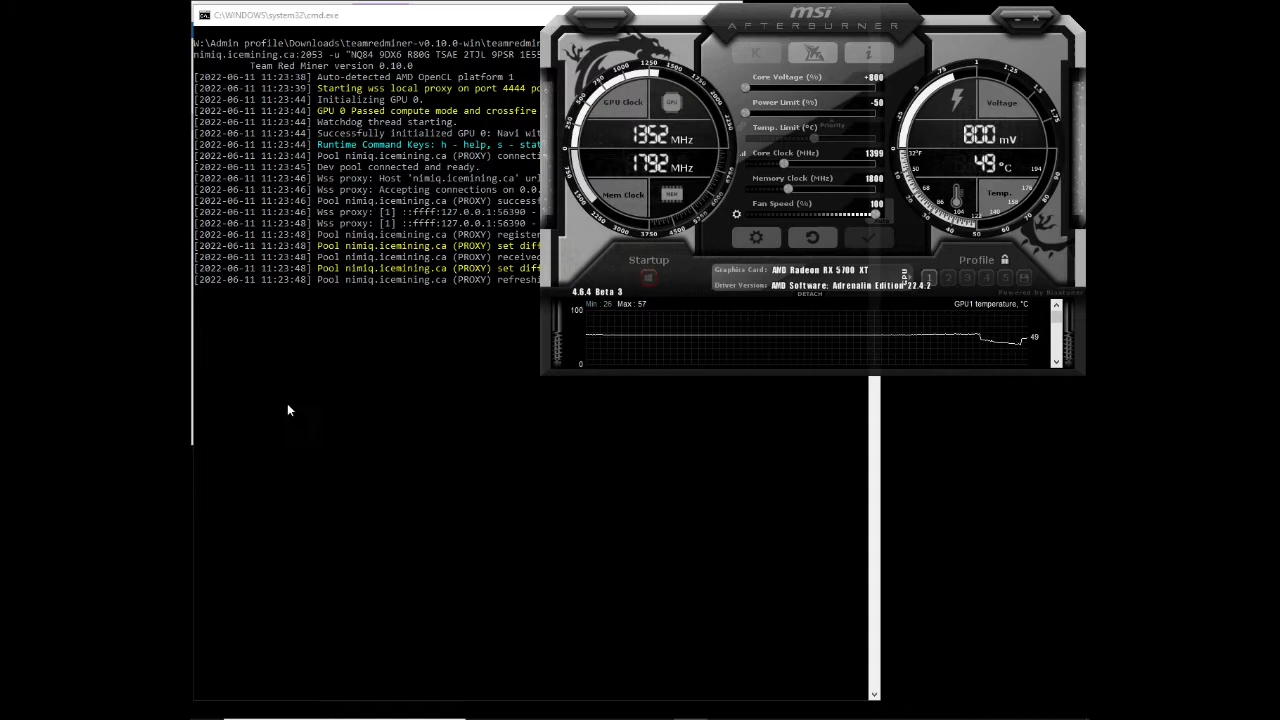 C:\WINDOWS\system32\cmd.exe
W:\Admin profile\Downloads\teamredminer-v0.10.0-win\teamredmin
nimiq.icemining.ca:2053 -u "NQ84 9DX6 R80G TSAE 2TJL 9PSR 1E55
Team Red Miner version 0.10.0
[2022-06-11 11:23:38] Auto-detected AMD OpenCL platform 1
[2022-06-11 11:23:39] Starting wss local proxy on port 4444 po
[2022-06-11 11:23:44] Initializing GPU 0.
[2022-06-11 11:23:44] GPU 0 Passed compute mode and crossfire
[2022-06-11 11:23:44] Watchdog thread starting.
[2022-06-11 11:23:44] Successfully initialized GPU 0: Navi wit
[2022-06-11 11:23:44] Runtime Command Keys: h - help, s - stat
[2022-06-11 11:23:44] Pool nimiq.icemining.ca (PROXY) connecti
[2022-06-11 11:23:45] Dev pool connected and ready.
[2022-06-11 11:23:46] Wss proxy: Host 'nimiq.icemining.ca' url
[2022-06-11 11:23:46] Wss proxy: Accepting connections on 0.0.
[2022-06-11 11:23:46] Pool nimiq.icemining.ca (PROXY) success
[2022-06-11 11:23:46] Wss proxy: [1] ::ffff:127.0.0.1:56390 -
[2022-06-11 11:23:48] Wss proxy: [1] ::ffff:127.0.0.1:56390 -
[2022-06-11 11:23:48] Pool nimiq.icemining.ca (PROXY) register
[2022-06-11 11:23:48] Pool nimiq.icemining.ca (PROXY) set diff
[2022-06-11 11:23:48] Pool nimiq.icemining.ca (PROXY) received
[2022-06-11 11:23:48] Pool nimiq.icemining.ca (PROXY) set diff
[2022-06-11 11:23:48] Pool nimiq.icemining.ca (PROXY) refreshi
msi
AFTERBURNER
K
i
GPU Clock
GPU
1352 MHz
1792 MHz
Mem Clock
MEM
Core Voltage (%) +800
Power Limit (%) -50
Temp. Limit (°C)
Priority
Core Clock (MHz) 1399
Memory Clock (MHz) 1800
Fan Speed (%) 100
Voltage
800 mV
49 °C
Temp.
Startup
Profile
1 2 3 4 5
Graphics Card: AMD Radeon RX 5700 XT
Driver Version: AMD Software: Adrenalin Edition 22.4.2
DETACH
4.6.4 Beta 3
Min : 26 Max : 57
GPU1 temperature, °C
100
49
0